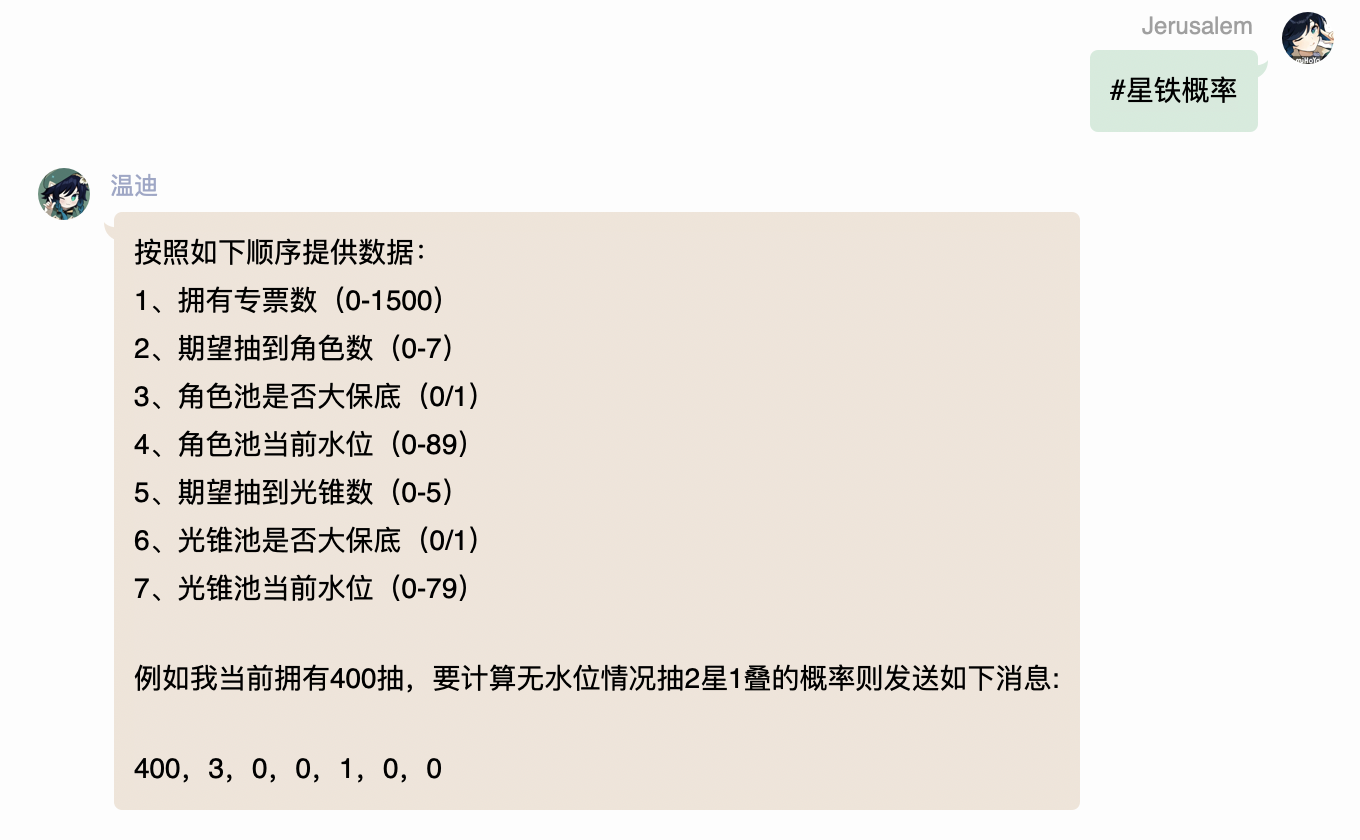 Jerusalem
#星铁概率
温迪
按照如下顺序提供数据：
1、拥有专票数（0-1500）
2、期望抽到角色数（0-7）
3、角色池是否大保底（0/1）
4、角色池当前水位（0-89）
5、期望抽到光锥数（0-5）
6、光锥池是否大保底（0/1）
7、光锥池当前水位（0-79）
例如我当前拥有400抽，要计算无水位情况抽2星1叠的概率则发送如下消息:
400，3，0，0，1，0，0